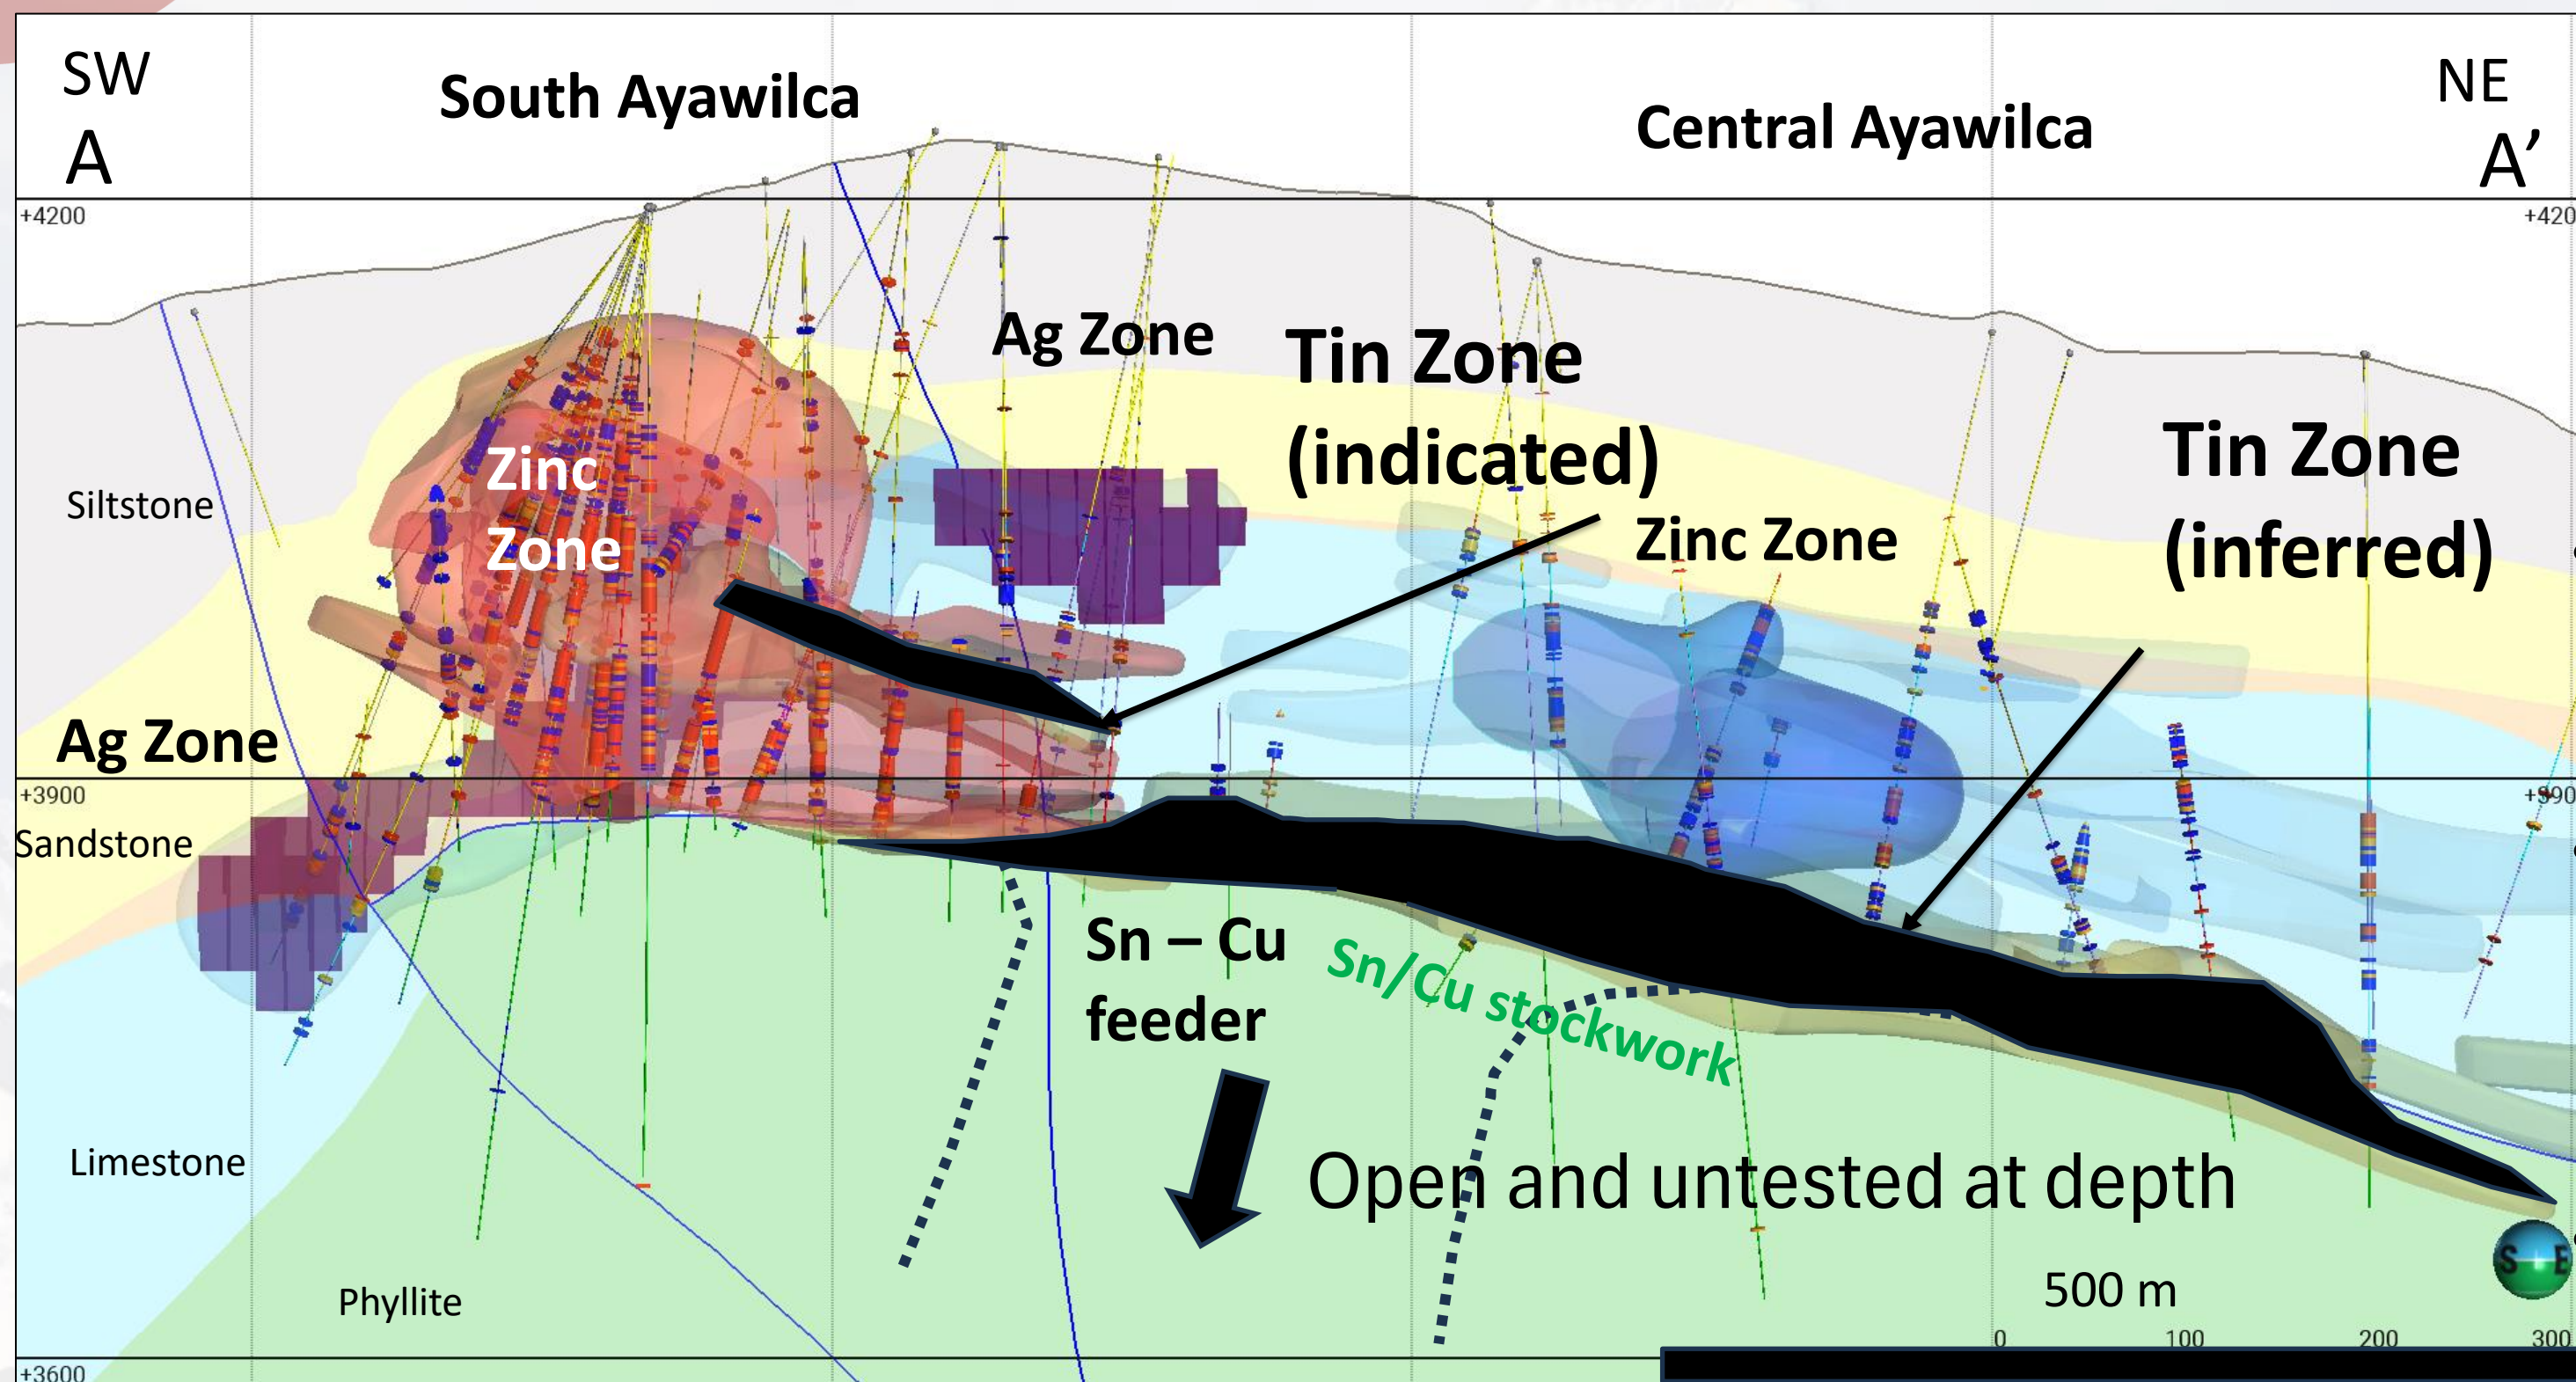 SW
NE
A
A’
South Ayawilca
Central Ayawilca
+4200
+420
Ag Zone
Tin Zone
(indicated)
Tin Zone
(inferred)
Zinc
Zone
Siltstone
Zinc Zone
Ag Zone
+3900
+390
Sandstone
Sn – Cu
feeder
Sn/Cu stockwork
Limestone
Open and untested at depth
Phyllite
S E
500 m
0 100 200 300
+3600